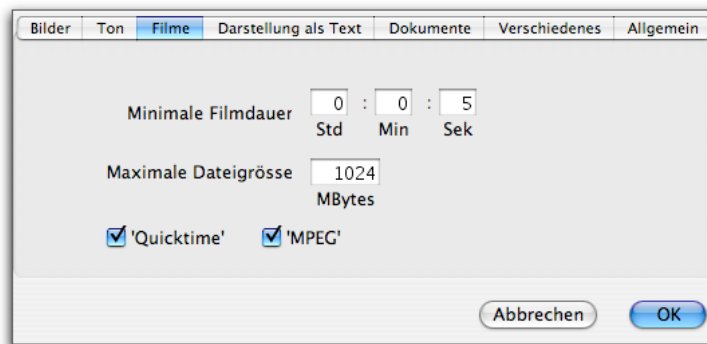 Bilder Ton Filme Darstellung als Text Dokumente Verschiedenes Allgemein
Minimale Filmdauer 0 : 0 : 5
Std Min Sek
Maximale Dateigrösse 1024
MBytes
'Quicktime' 'MPEG'
Abbrechen OK